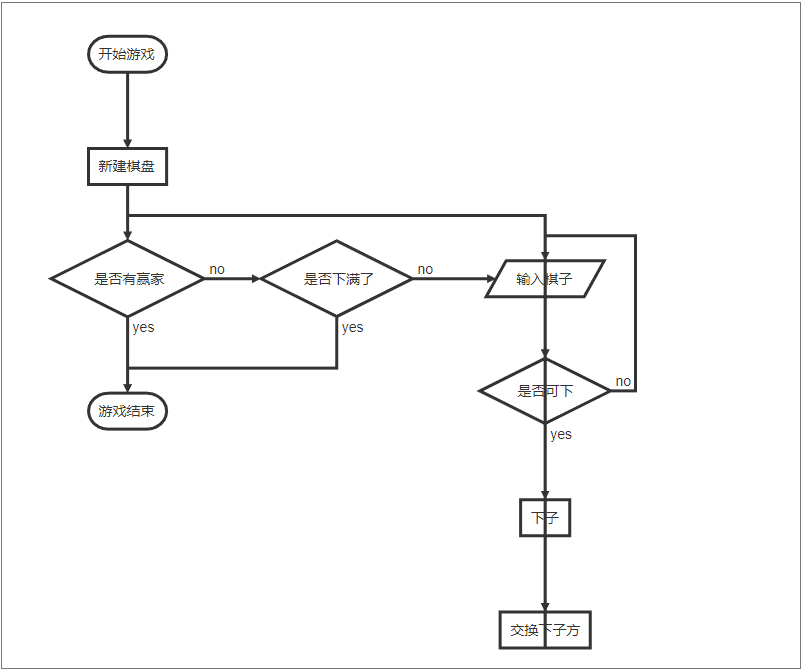 开始游戏
新建棋盘
是否有赢家
no
是否下满了
no
输入棋子
yes
yes
游戏结束
是否可下
no
yes
下子
交换下子方